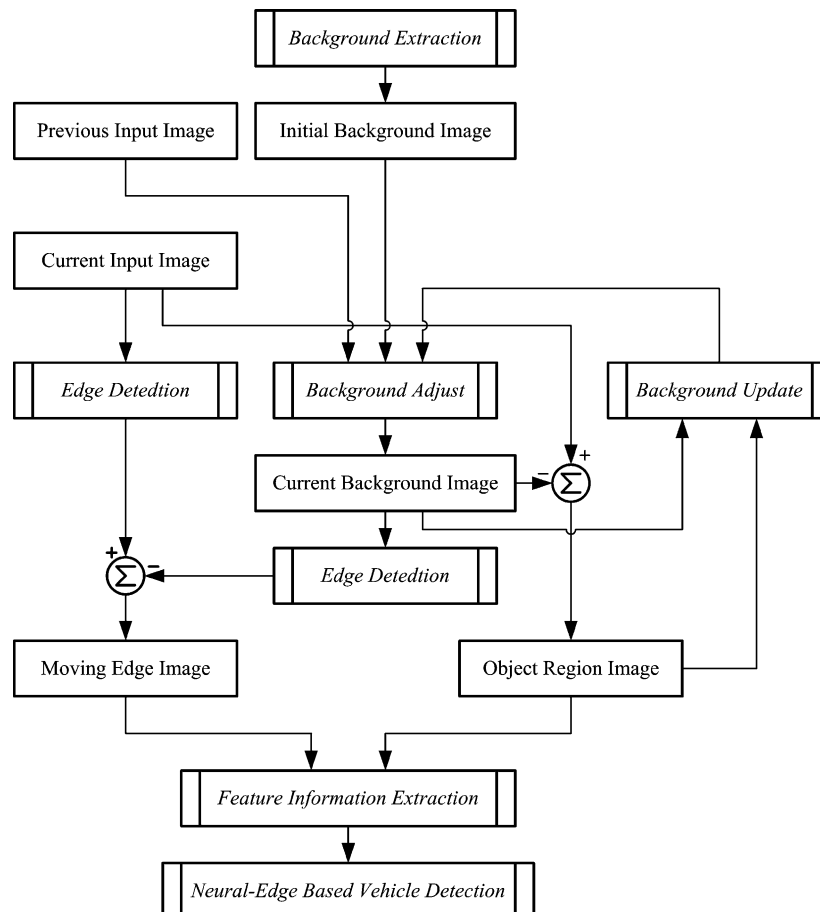 Background Extraction
Previous Input Image
Initial Background Image
Current Input Image
Edge Detedtion
Background Adjust
Background Update
Current Background Image
−
+
Σ
Edge Detedtion
+
−
Σ
Moving Edge Image
Object Region Image
Feature Information Extraction
Neural-Edge Based Vehicle Detection